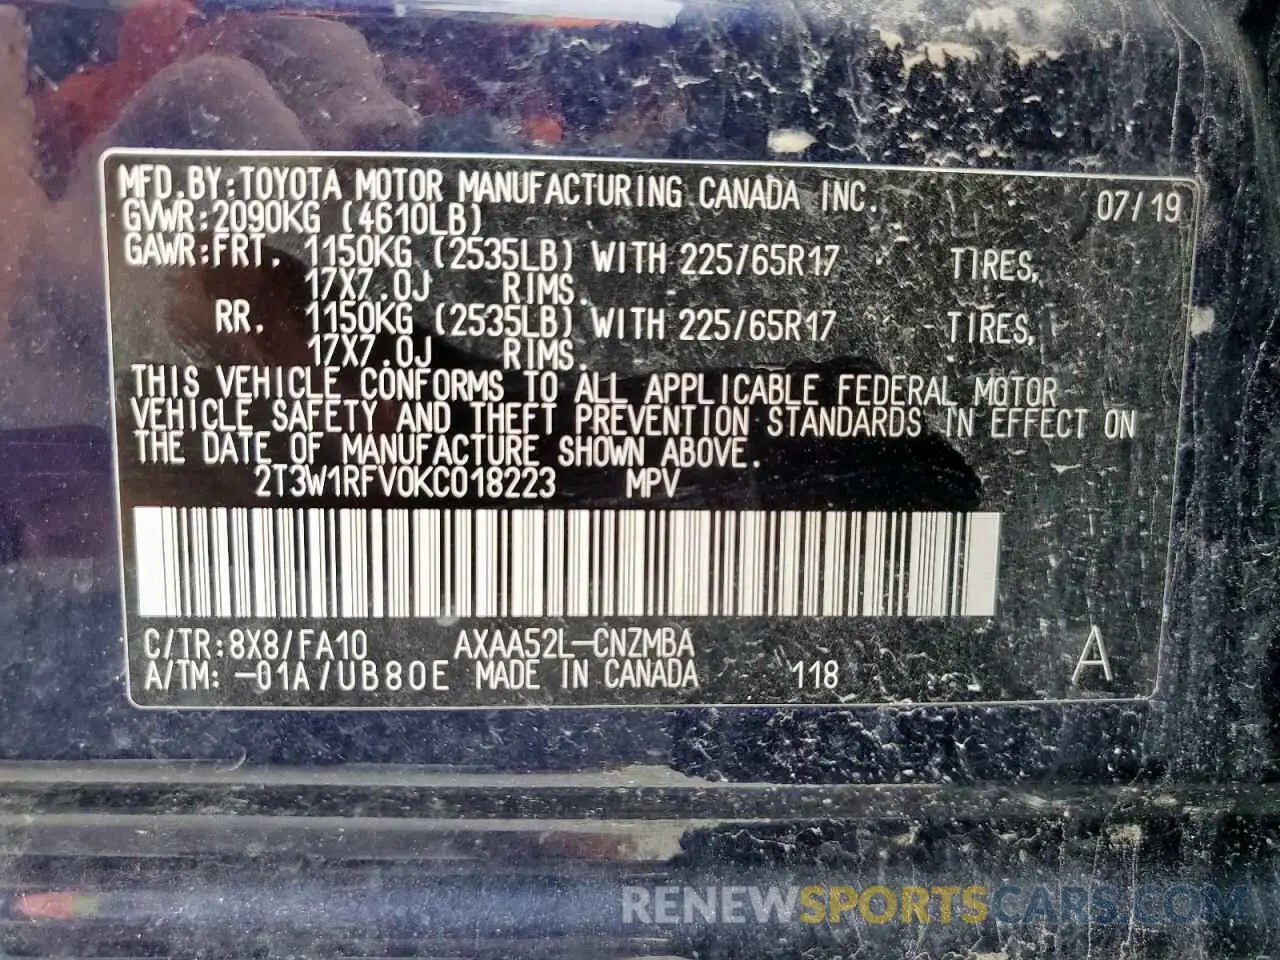 MFD.BY:TOYOTA MOTOR MANUFACTURING CANADA INC. 07/19
GVWR:2090KG (4610LB)
GAWR:FRT. 1150KG (2535LB) WITH 225/65R17 TIRES,
17X7.0J RIMS.
RR. 1150KG (2535LB) WITH 225/65R17 TIRES,
17X7.0J RIMS.
THIS VEHICLE CONFORMS TO ALL APPLICABLE FEDERAL MOTOR
VEHICLE SAFETY AND THEFT PREVENTION STANDARDS IN EFFECT ON
THE DATE OF MANUFACTURE SHOWN ABOVE.
2T3W1RFV0KC018223 MPV
C/TR:8X8/FA10 AXAA52L-CNZMBA
A/TM: -01A/UB80E MADE IN CANADA 118 A
RENEWSPORTSCARS.COM